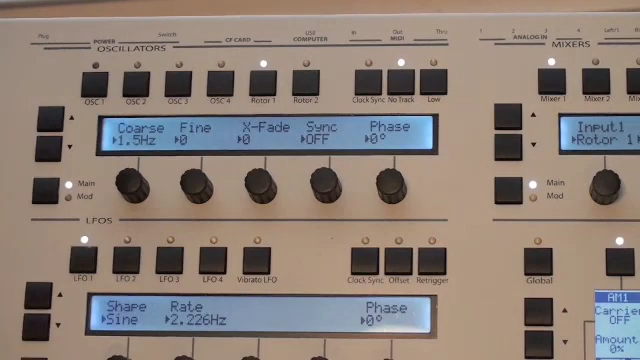 Plug POWER Switch CF-CARD USB COMPUTER In Out Thru MIDI 1 2 3 4 ANALOG IN
OSCILLATORS
MIXERS
OSC 1 OSC 2 OSC 3 OSC 4 Rotor 1 Rotor 2 Clock Sync No Track Low
Mixer 1 Mixer 2
Coarse Fine X-Fade Sync Phase
1.5Hz 0 0 OFF 0°
Input1
Rotor 1
Main
Mod
Main
Mod
LFOS
LFO 1 LFO 2 LFO 3 LFO 4 Vibrato LFO Clock Sync Offset Retrigger
Global
Shape Rate Phase
Sine 2.226Hz 0°
AM1
Carrier
OFF
Amount
0%